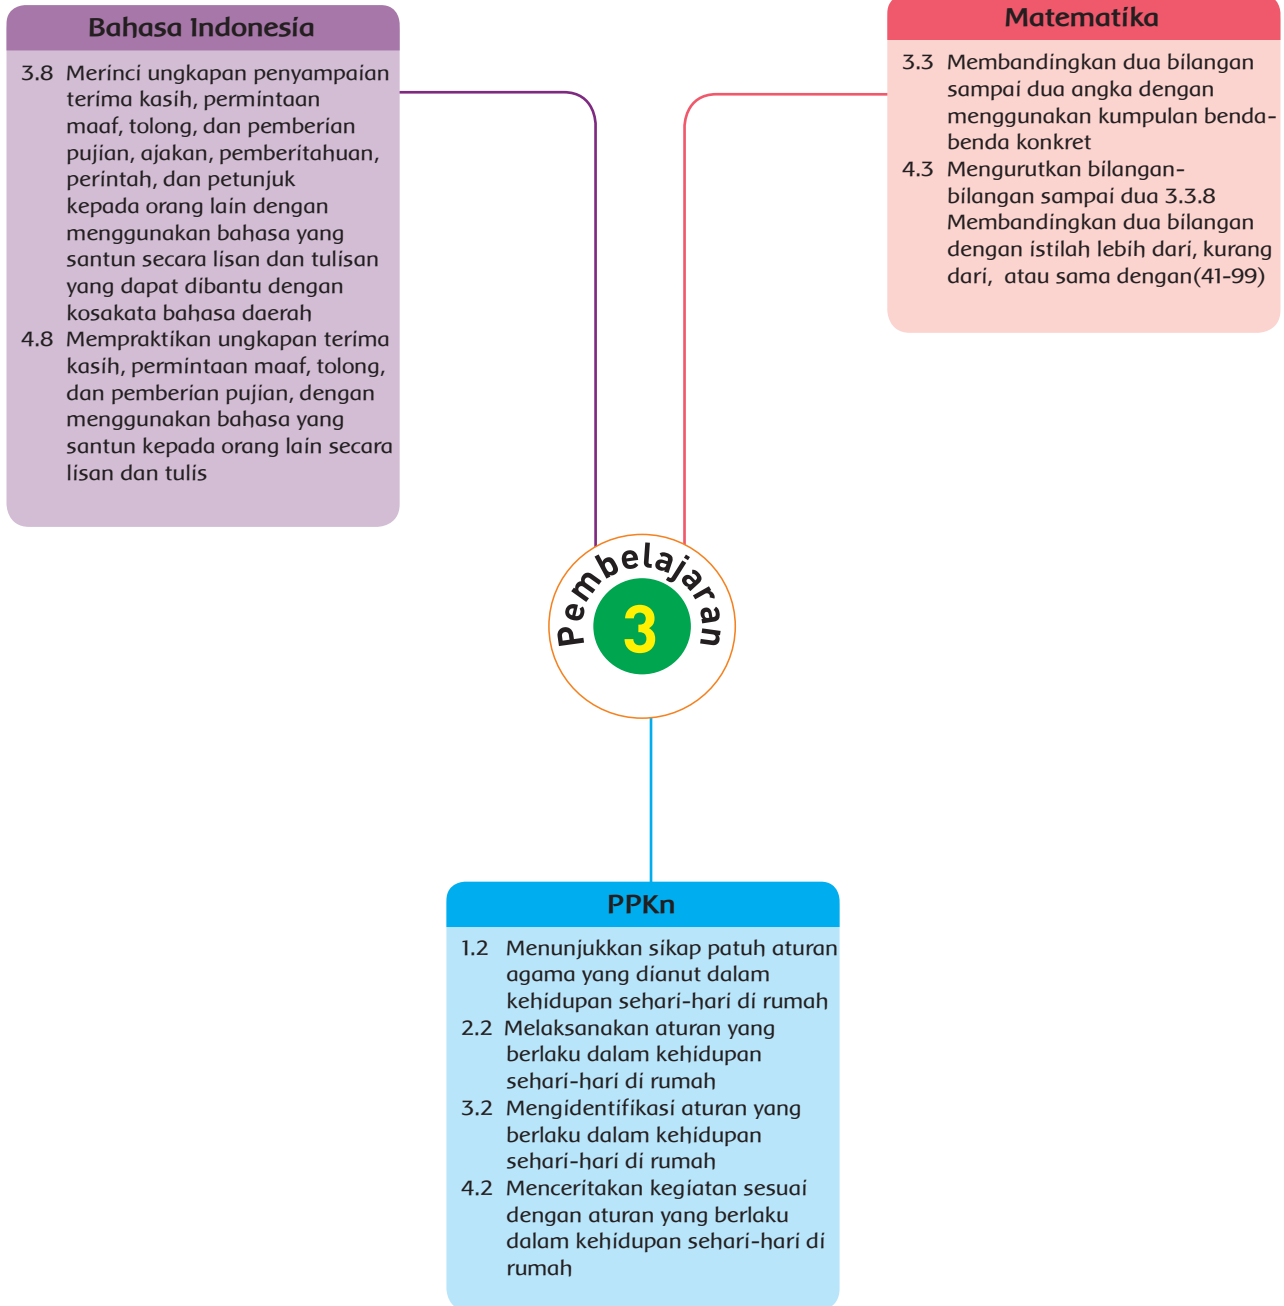 Bahasa Indonesia
3.8 Merinci ungkapan penyampaian
terima kasih, permintaan
maaf, tolong, dan pemberian
pujian, ajakan, pemberitahuan,
perintah, dan petunjuk
kepada orang lain dengan
menggunakan bahasa yang
santun secara lisan dan tulisan
yang dapat dibantu dengan
kosakata bahasa daerah
4.8 Mempraktikan ungkapan terima
kasih, permintaan maaf, tolong,
dan pemberian pujian, dengan
menggunakan bahasa yang
santun kepada orang lain secara
lisan dan tulis
Matematika
3.3 Membandingkan dua bilangan
sampai dua angka dengan
menggunakan kumpulan benda-
benda konkret
4.3 Mengurutkan bilangan-
bilangan sampai dua 3.3.8
Membandingkan dua bilangan
dengan istilah lebih dari, kurang
dari, atau sama dengan(41-99)
Pembelajaran
3
PPKn
1.2 Menunjukkan sikap patuh aturan
agama yang dianut dalam
kehidupan sehari-hari di rumah
2.2 Melaksanakan aturan yang
berlaku dalam kehidupan
sehari-hari di rumah
3.2 Mengidentifikasi aturan yang
berlaku dalam kehidupan
sehari-hari di rumah
4.2 Menceritakan kegiatan sesuai
dengan aturan yang berlaku
dalam kehidupan sehari-hari di
rumah